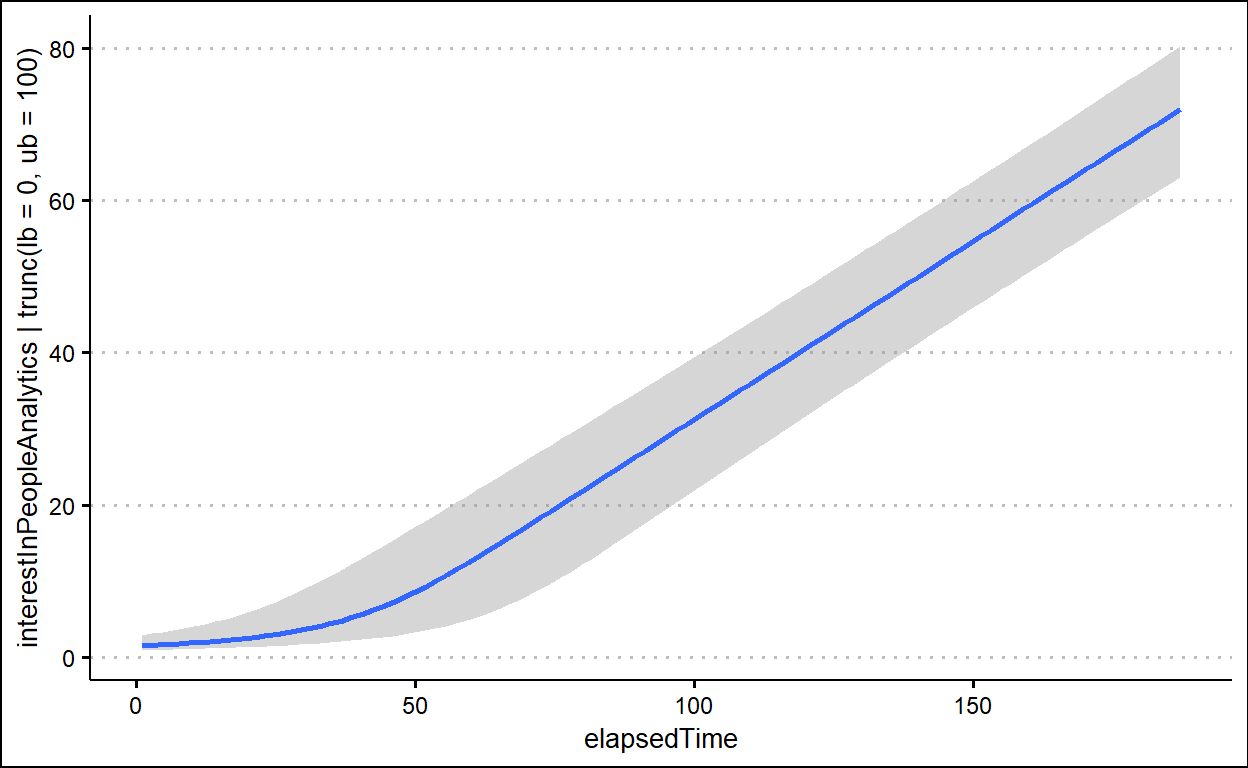 interestInPeopleAnalytics | trunc(lb = 0, ub = 100)
80
60
40
20
0
0 50 100 150
elapsedTime